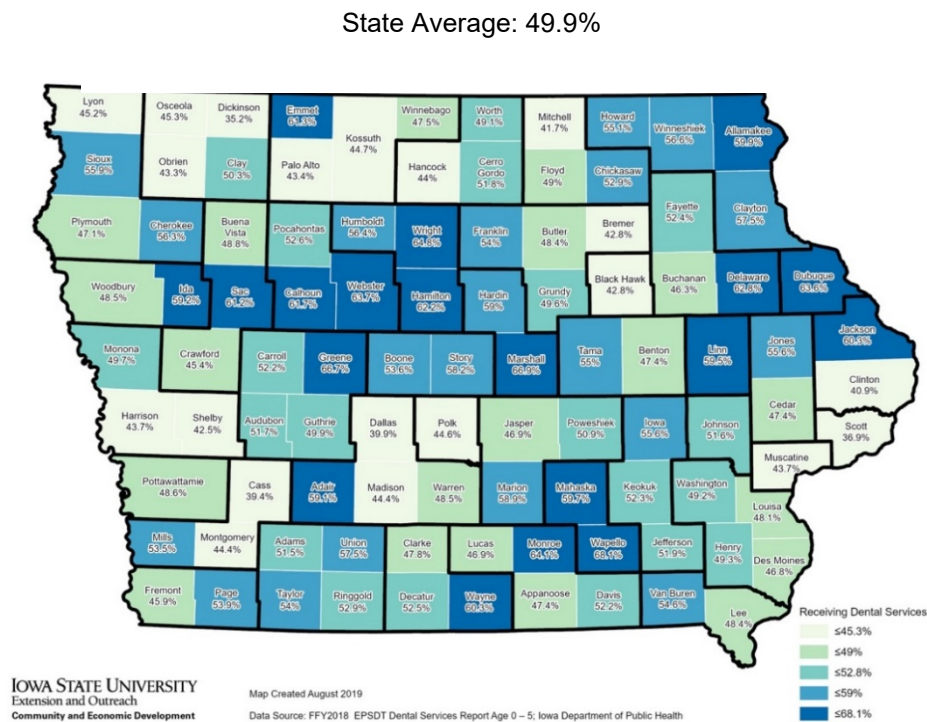 State Average: 49.9%
Lyon
45.2%
Osceola
45.3%
Dickinson
35.2%
Emmet
61.3%
Kossuth
44.7%
Winnebago
47.5%
Worth
49.1%
Mitchell
41.7%
Howard
55.1%
Winneshiek
56.6%
Allamakee
59.9%
Sioux
55.9%
Obrien
43.3%
Clay
50.3%
Palo Alto
43.4%
Hancock
44%
Cerro
Gordo
51.8%
Floyd
49%
Chickasaw
52.9%
Fayette
52.4%
Clayton
57.5%
Plymouth
47.1%
Cherokee
56.3%
Buena
Vista
48.8%
Pocahontas
52.6%
Humboldt
56.4%
Wright
64.8%
Franklin
54%
Butler
48.4%
Bremer
42.8%
Woodbury
48.5%
Ida
59.2%
Sac
61.2%
Calhoun
61.7%
Webster
63.7%
Hamilton
62.2%
Hardin
59%
Grundy
49.6%
Black Hawk
42.8%
Buchanan
46.3%
Delaware
62.8%
Dubuque
63.6%
Monona
49.7%
Crawford
45.4%
Carroll
52.2%
Greene
66.7%
Boone
53.6%
Story
58.2%
Marshall
66.9%
Tama
55%
Benton
47.4%
Linn
59.5%
Jones
55.6%
Jackson
60.3%
Clinton
40.9%
Harrison
43.7%
Shelby
42.5%
Audubon
51.7%
Guthrie
49.9%
Dallas
39.9%
Polk
44.6%
Jasper
46.9%
Poweshiek
50.9%
Iowa
55.6%
Johnson
51.6%
Cedar
47.4%
Scott
36.9%
Muscatine
43.7%
Pottawattamie
48.6%
Cass
39.4%
Adair
59.1%
Madison
44.4%
Warren
48.5%
Marion
58.9%
Mahaska
59.7%
Keokuk
52.3%
Washington
49.2%
Louisa
48.1%
Mills
53.5%
Montgomery
44.4%
Adams
51.5%
Union
57.5%
Clarke
47.8%
Lucas
46.9%
Monroe
64.1%
Wapello
68.1%
Jefferson
51.9%
Henry
49.3%
Des Moines
46.8%
Fremont
45.9%
Page
53.9%
Taylor
54%
Ringgold
52.9%
Decatur
52.5%
Wayne
60.3%
Appanoose
47.4%
Davis
52.2%
Van Buren
54.6%
Lee
48.4%
Receiving Dental Services
≤45.3%
≤49%
≤52.8%
≤59%
≤68.1%
IOWA STATE UNIVERSITY
Extension and Outreach
Community and Economic Development
Map Created August 2019
Data Source: FFY2018 EPSDT Dental Services Report Age 0 – 5; Iowa Department of Public Health